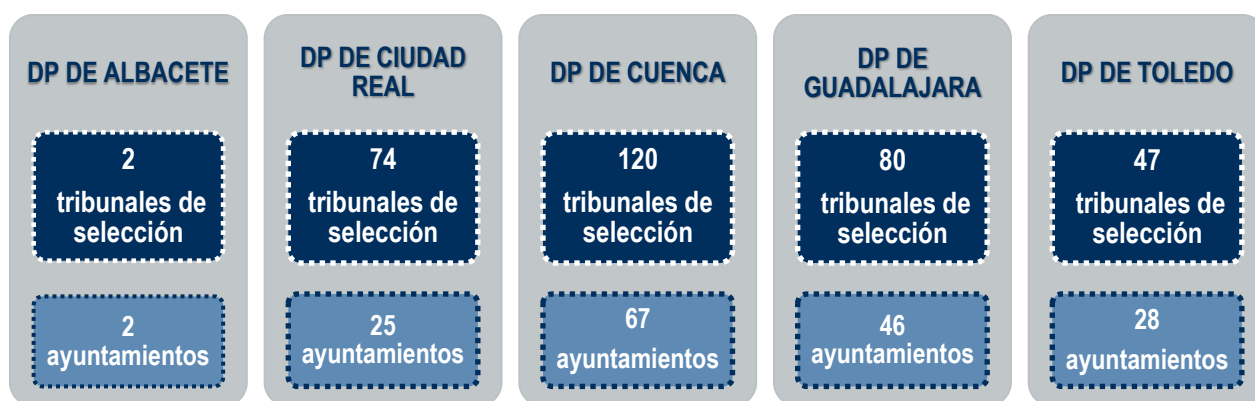 DP DE ALBACETE
2
tribunales de
selección
2
ayuntamientos
DP DE CIUDAD
REAL
74
tribunales de
selección
25
ayuntamientos
DP DE CUENCA
120
tribunales de
selección
67
ayuntamientos
DP DE
GUADALAJARA
80
tribunales de
selección
46
ayuntamientos
DP DE TOLEDO
47
tribunales de
selección
28
ayuntamientos